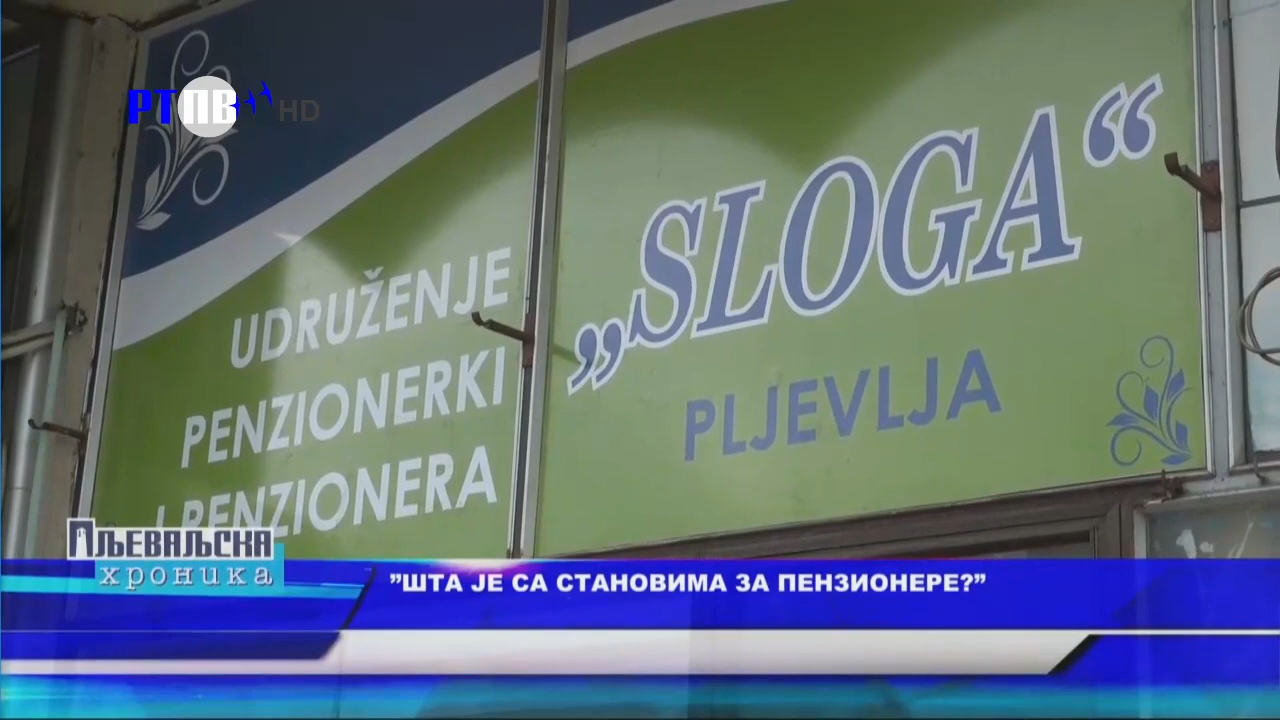 РТПВ HD
UDRUŽENJE
PENZIONERKI
I PENZIONERA
„SLOGA“
PLJEVLJA
Пљеваљска
хроника
”ШТА ЈЕ СА СТАНОВИМА ЗА ПЕНЗИОНЕРЕ?”